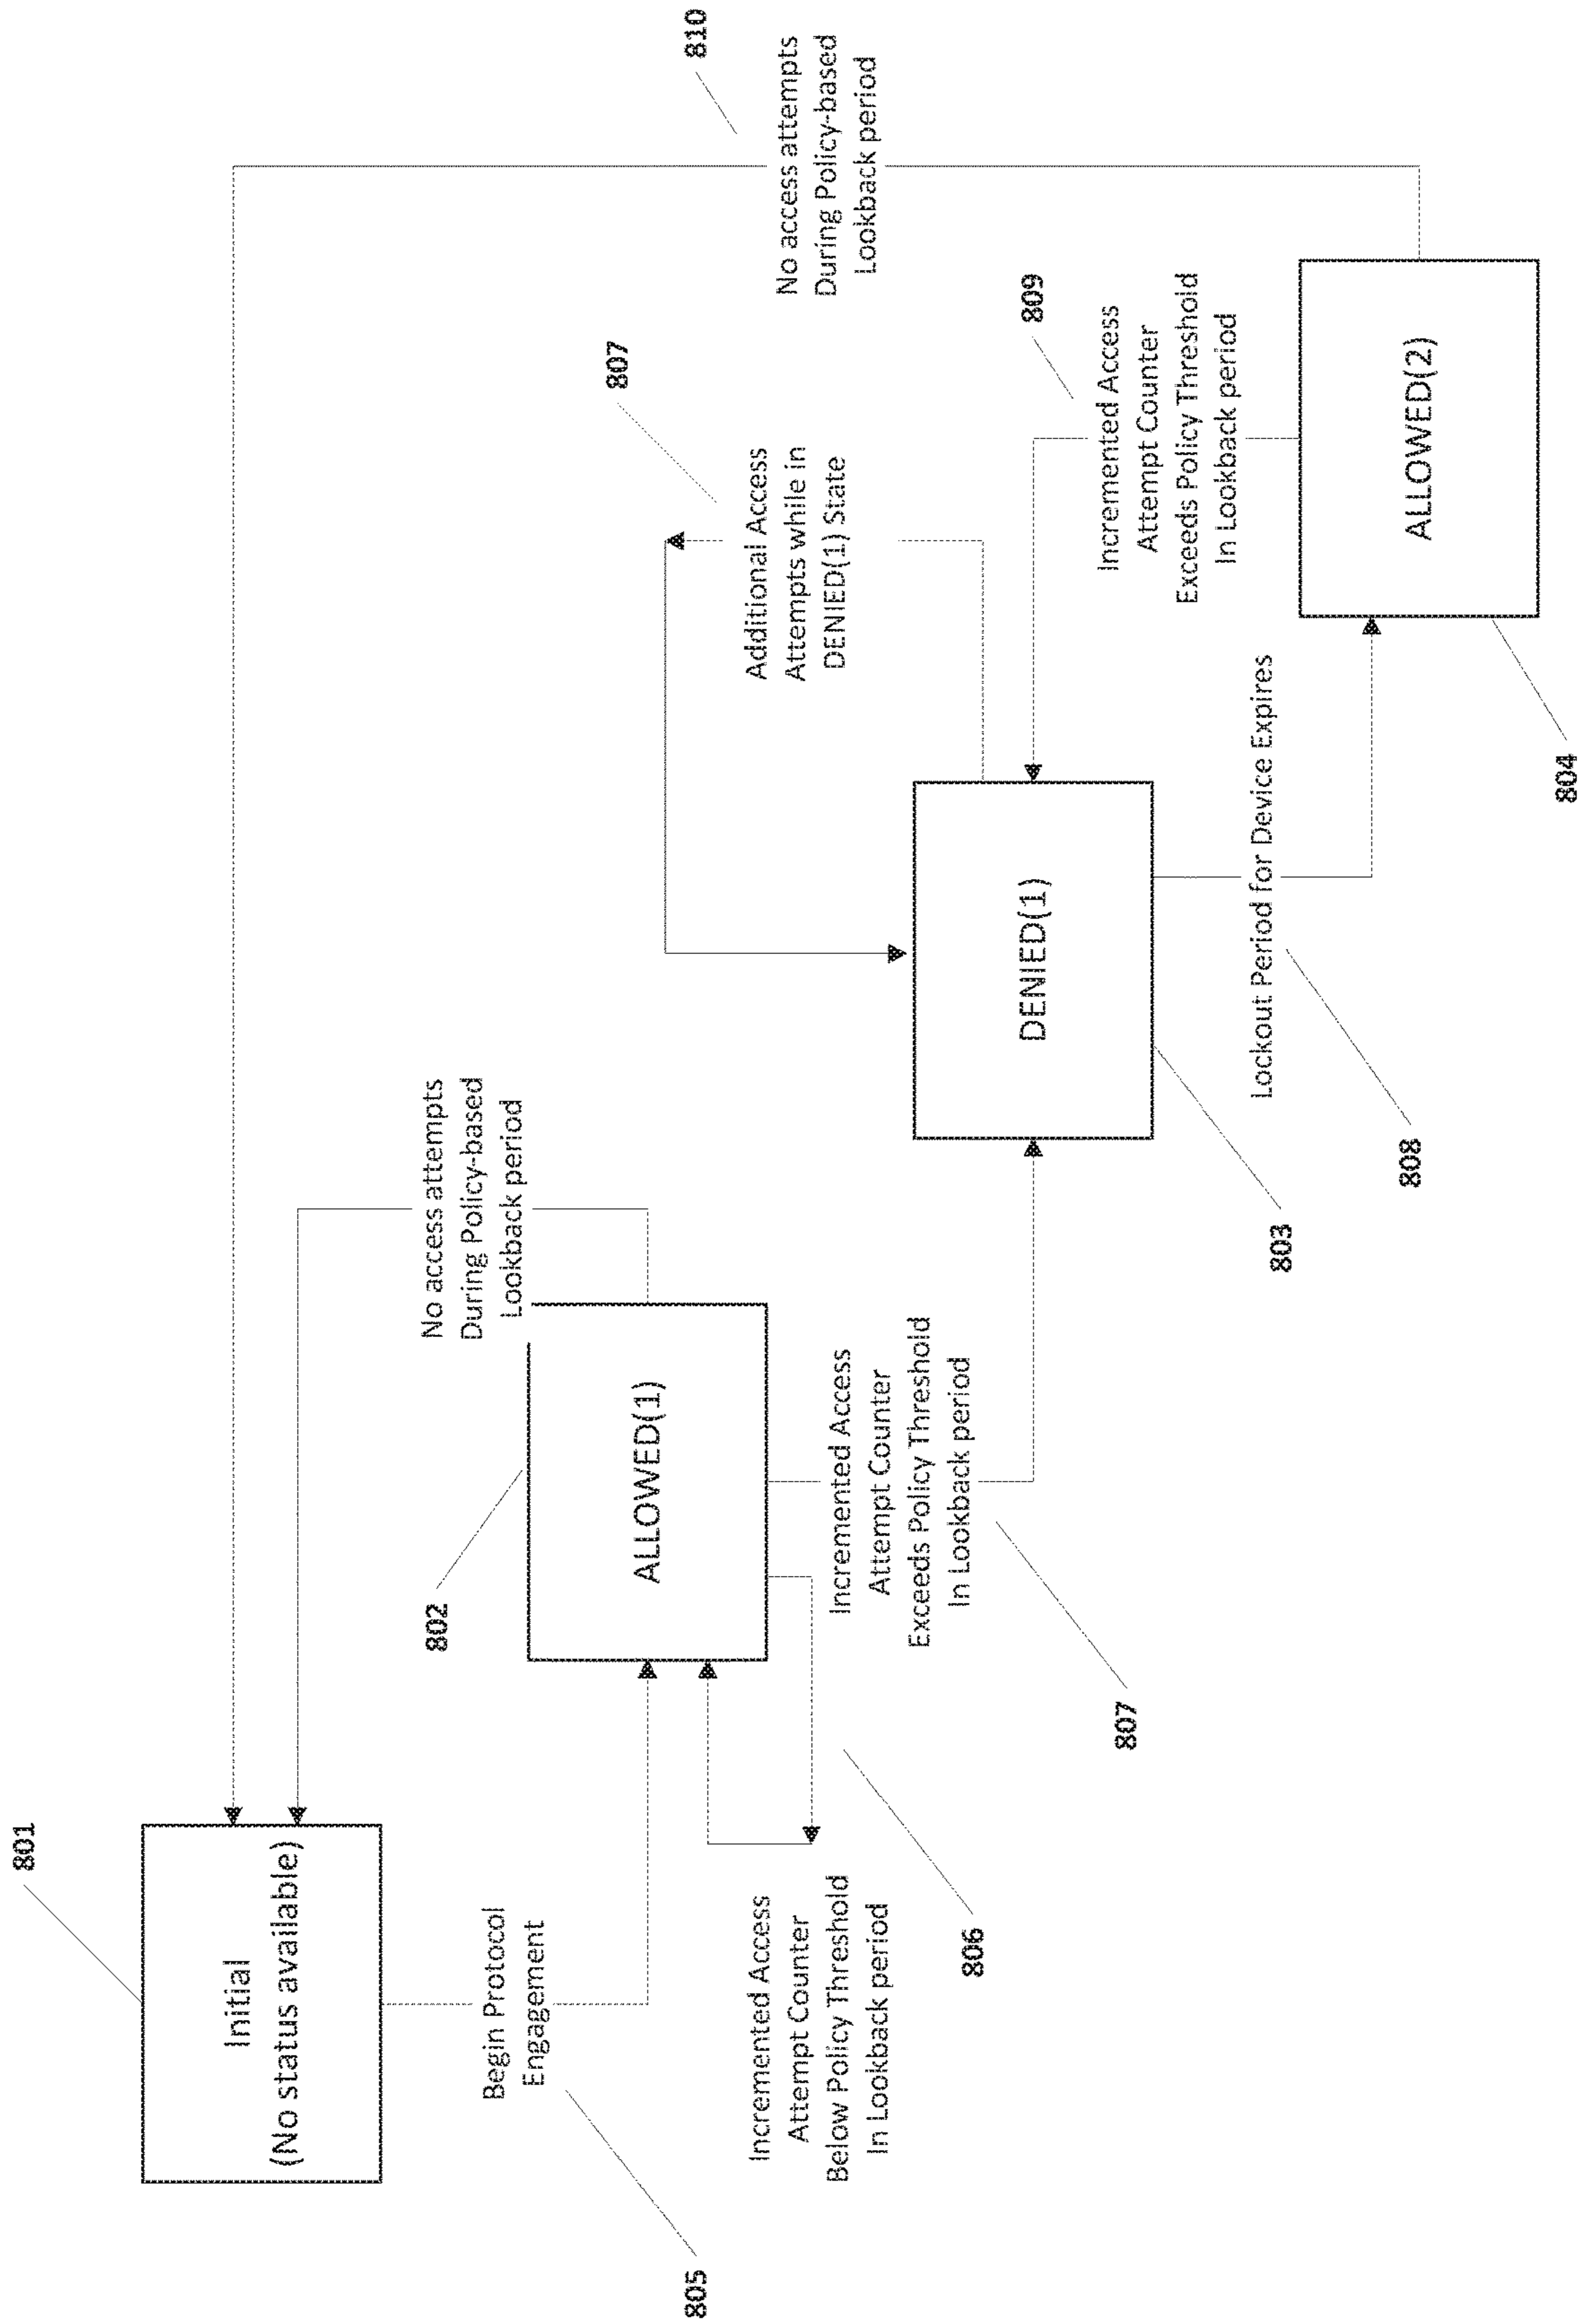 801
Initial
(No status available)
805
Begin Protocol
Engagement
802
ALLOWED(1)
No access attempts
During Policy-based
Lookback period
Incremented Access
Attempt Counter
Below Policy Threshold
In Lookback period
806
Incremented Access
Attempt Counter
Exceeds Policy Threshold
In Lookback period
807
DENIED(1)
803
Additional Access
Attempts while in
DENIED(1) State
807
Lockout Period for Device Expires
808
Incremented Access
Attempt Counter
Exceeds Policy Threshold
In Lookback period
809
ALLOWED(2)
804
No access attempts
During Policy-based
Lookback period
810